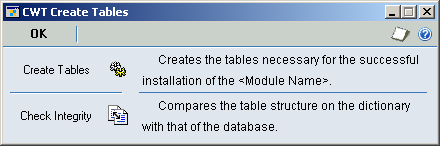 CWT Create Tables
OK
Create Tables
Creates the tables necessary for the successful
installation of the <Module Name>.
Check Integrity
Compares the table structure on the dictionary
with that of the database.